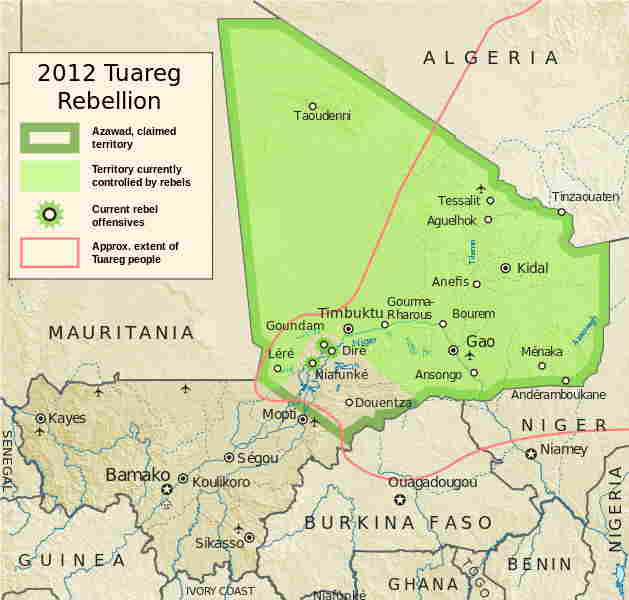 2012 Tuareg
Rebellion
Azawad, claimed
territory
Territory currently
controlled by rebels
Current rebel
offensives
Approx. extent of
Tuareg people
ALGERIA
Taoudenni
Tessalit
Tinzaouaten
Aguelhok
Tilemsi
Kidal
Anefis
Gourma-
Rharous
Timbuktu
Bourem
Goundam
MAURITANIA
Niger
Diré
Gao
Azaouagh
Léré
Ménaka
Niafunké
Ansongo
Andéramboukane
Douentza
Mopti
Kayes
NIGER
SENEGAL
Niamey
Ségou
Bamako
Koulikoro
Ouagadougou
NIGERIA
BURKINA FASO
Sikasso
GUINEA
BENIN
TOGO
GHANA
IVORY COAST
Niafunké